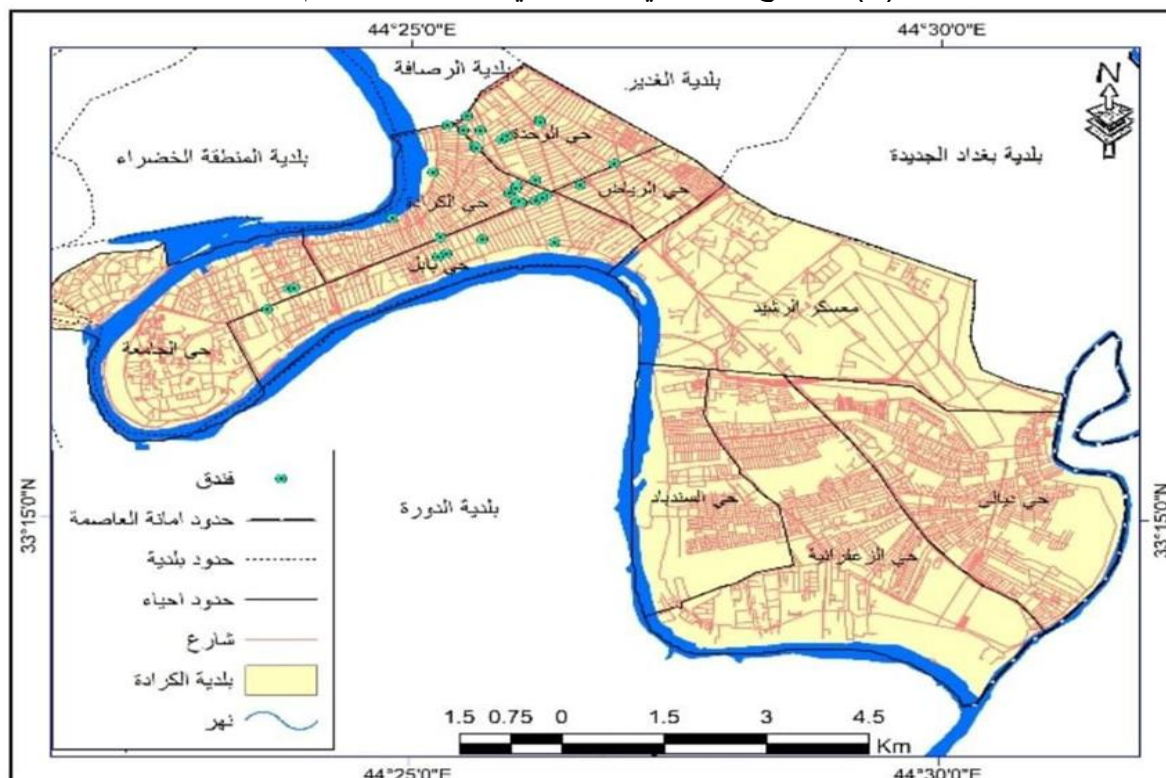 44°25'0"E
44°30'0"E
N
بلدية الرصافة
بلدية الغدير
بلدية المنطقة الخضراء
بلدية بغداد الجديدة
حي الوحدة
حي الرياض
حي الكرادة
حي بابل
معسكر الرشيد
حي الجامعة
بلدية الدورة
حي السندباد
حي ديالى
حي الزعفرانية
33°15'0"N
33°15'0"N
فندق
حدود امانة العاصمة
حدود بلدية
حدود احياء
شارع
بلدية الكرادة
نهر
1.5 0.75 0 1.5 3 4.5
Km
44°25'0"E
44°30'0"E